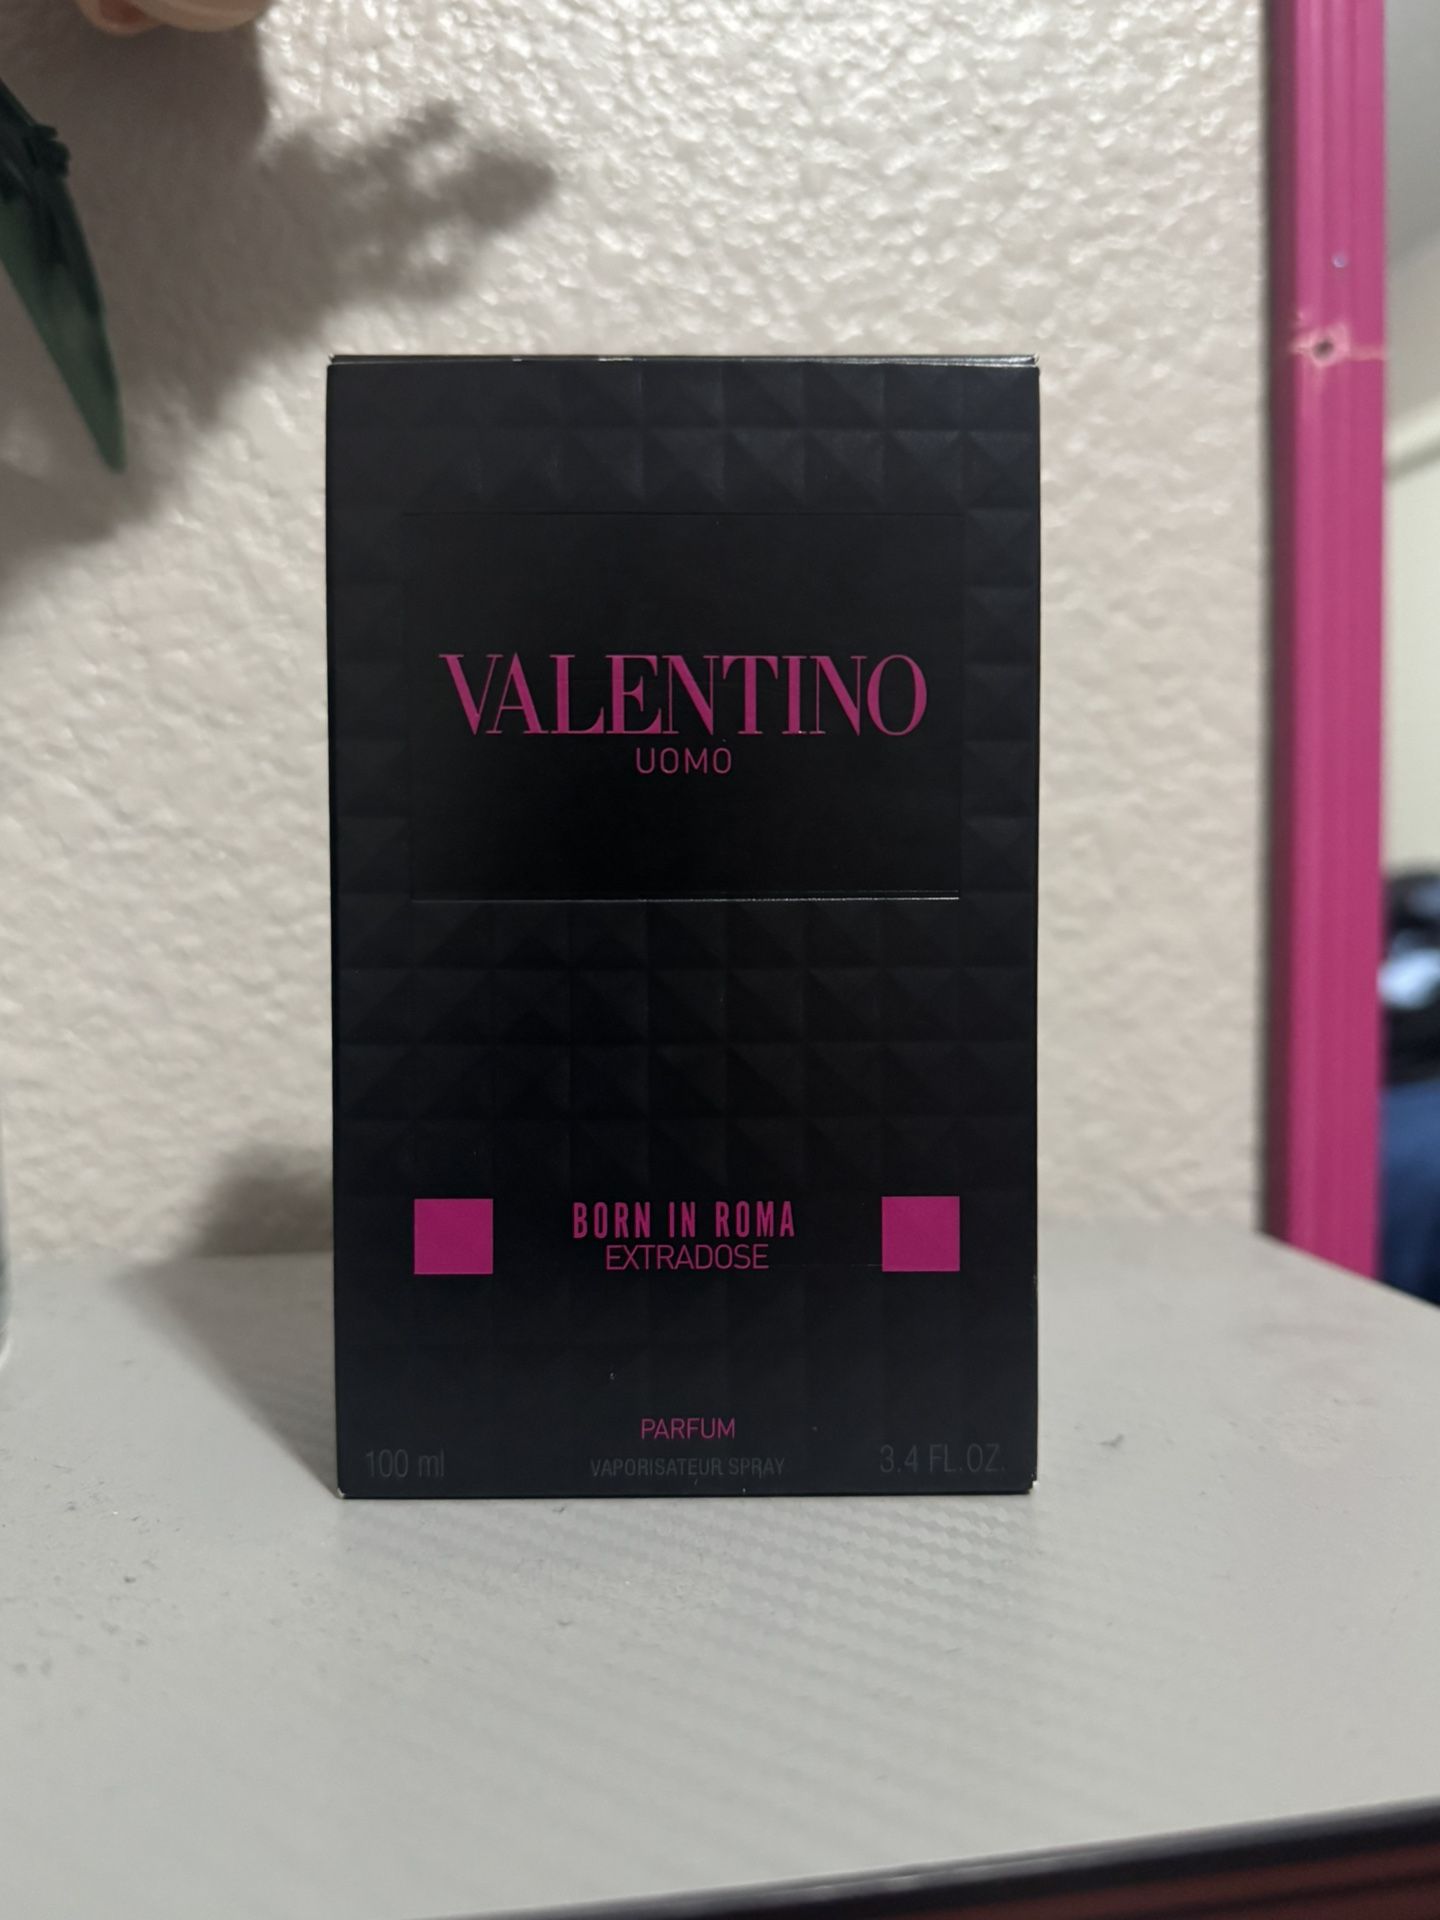 VALENTINO
UOMO
BORN IN ROMA
EXTRADOSE
PARFUM
100 ml
VAPORISATEUR SPRAY
3.4 FL.OZ.